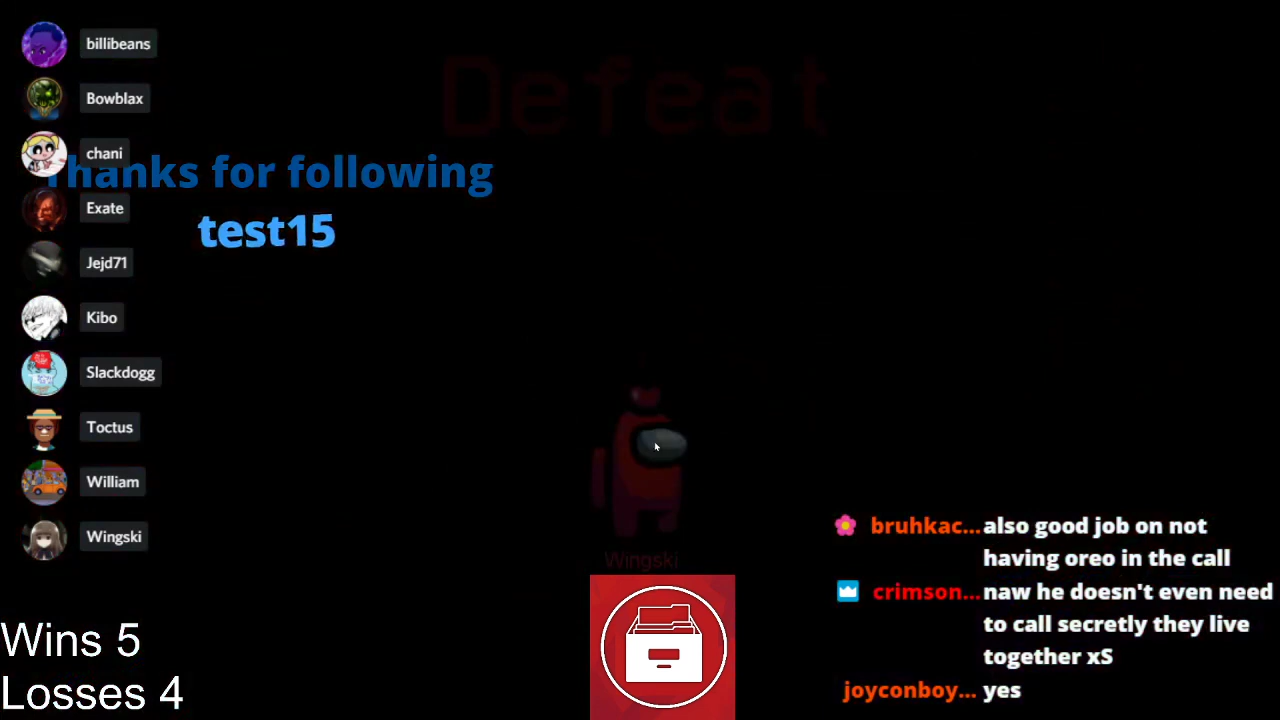 billibeans
Defeat
Bowblax
chani
Thanks for following
Exate
test15
Jejd71
Kibo
Slackdogg
Toctus
William
Wingski
Wingski
bruhkac... also good job on not
having oreo in the call
crimson... naw he doesn't even need
to call secretly they live
together xS
joyconboy... yes
Wins 5
Losses 4